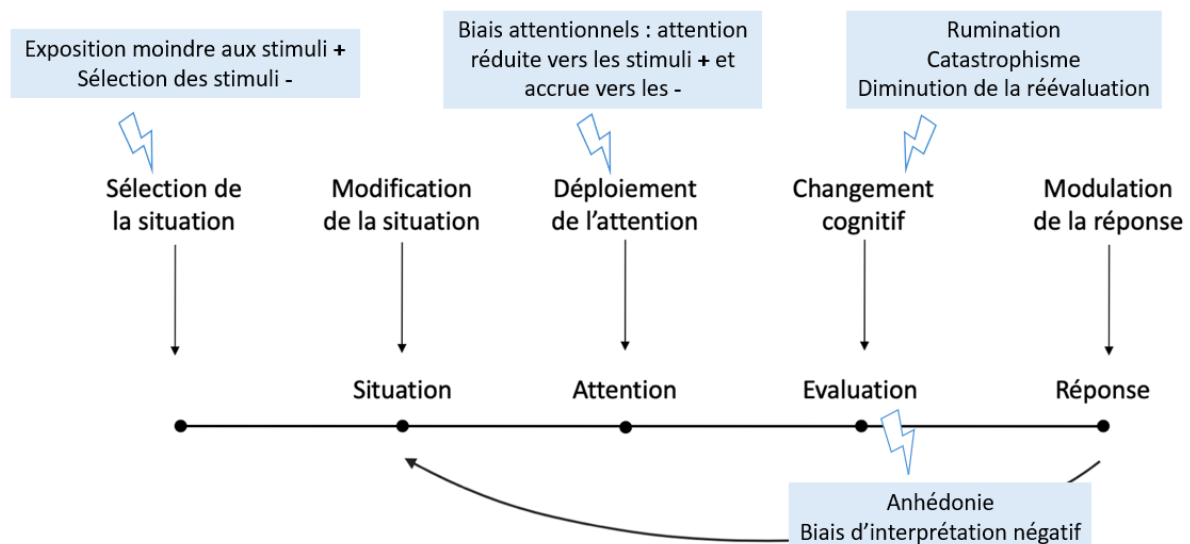 Exposition moindre aux stimuli +
Sélection des stimuli -
Biais attentionnels : attention
réduite vers les stimuli + et
accrue vers les -
Rumination
Catastrophisme
Diminution de la réévaluation
Sélection de
la situation
Modification
de la situation
Déploiement
de l'attention
Changement
cognitif
Modulation
de la réponse
Situation
Attention
Evaluation
Réponse
Anhédonie
Biais d'interprétation négatif